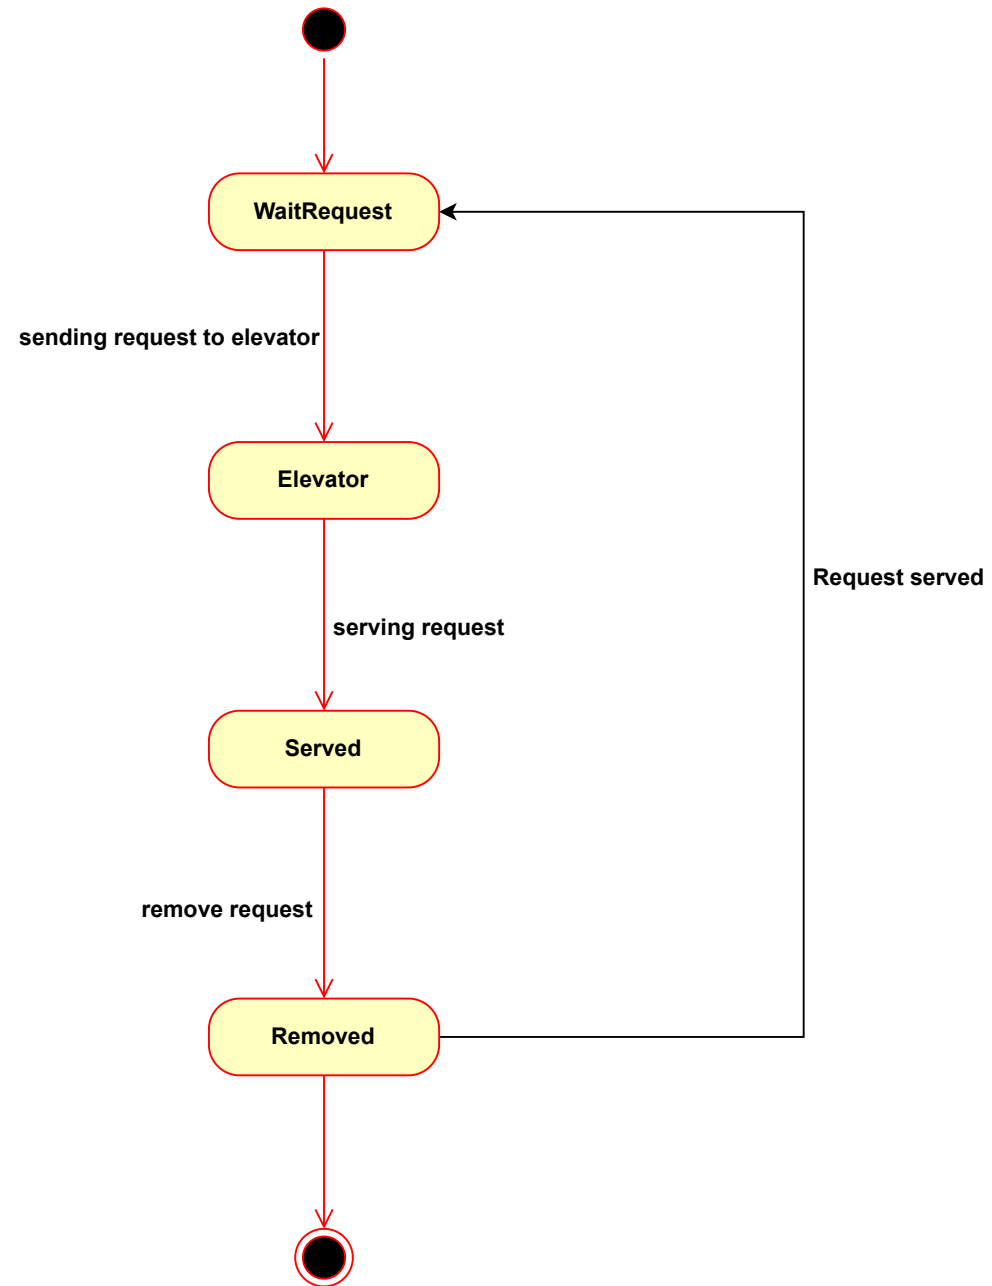 WaitRequest
sending request to elevator
Elevator
Request served
serving request
Served
remove request
Removed